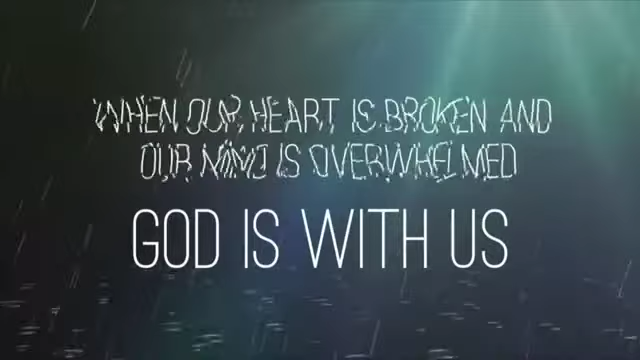 WHEN OUR HEART IS BROKEN AND
OUR MIND IS OVERWHELMED
GOD IS WITH US